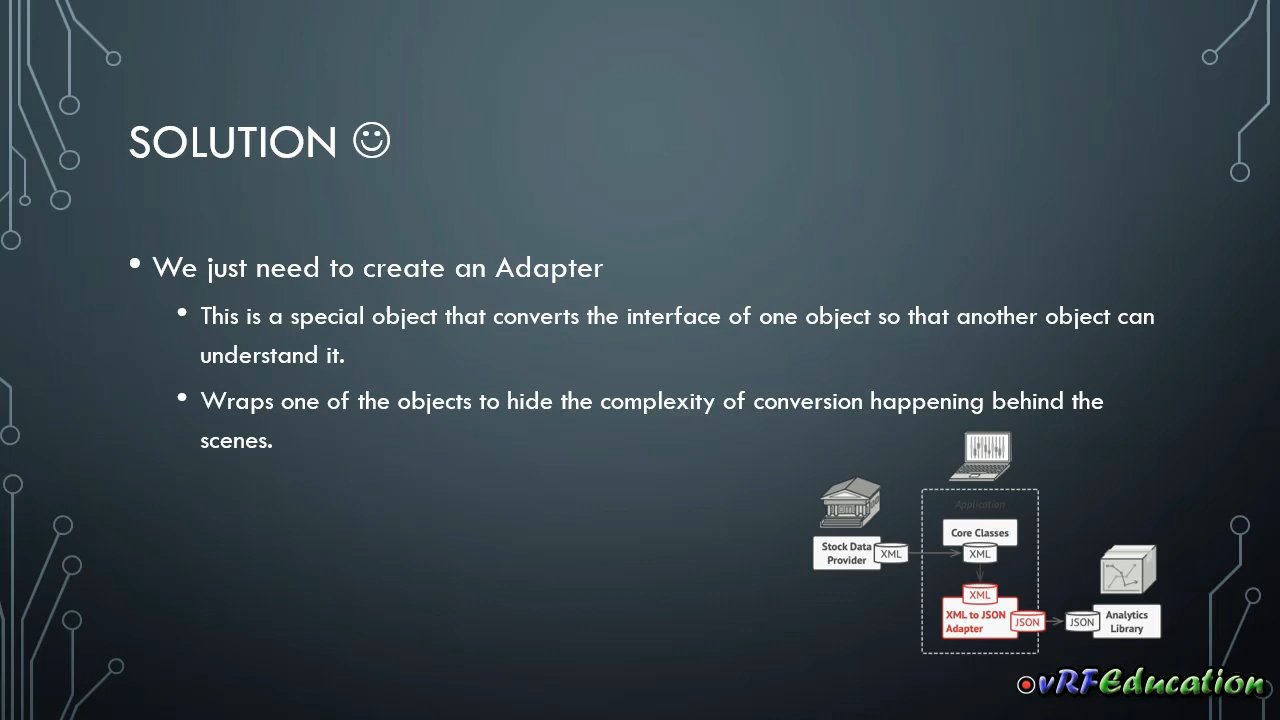 SOLUTION ☺
• We just need to create an Adapter
• This is a special object that converts the interface of one object so that another object can
understand it.
• Wraps one of the objects to hide the complexity of conversion happening behind the
scenes.
Application
Core Classes
Stock Data
Provider
XML
XML
XML
XML to JSON
Adapter
JSON
JSON
Analytics
Library
vRFEducation